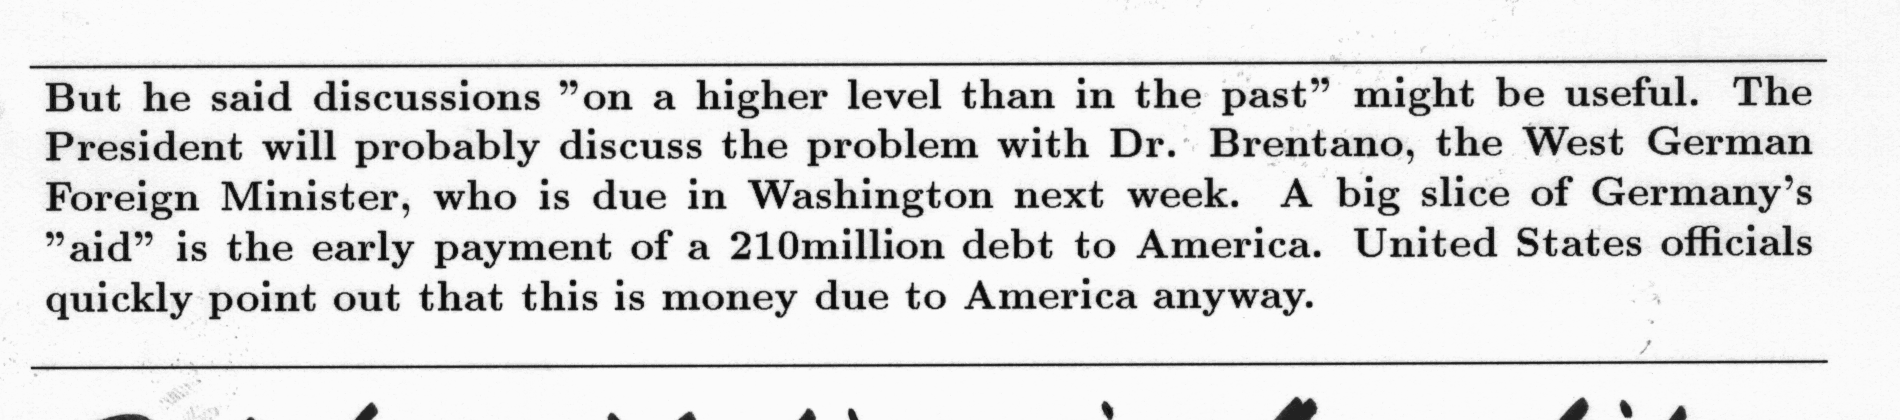 But he said discussions ”on a higher level than in the past” might be useful. The
President will probably discuss the problem with Dr. Brentano, the West German
Foreign Minister, who is due in Washington next week. A big slice of Germany’s
”aid” is the early payment of a 210million debt to America. United States officials
quickly point out that this is money due to America anyway.